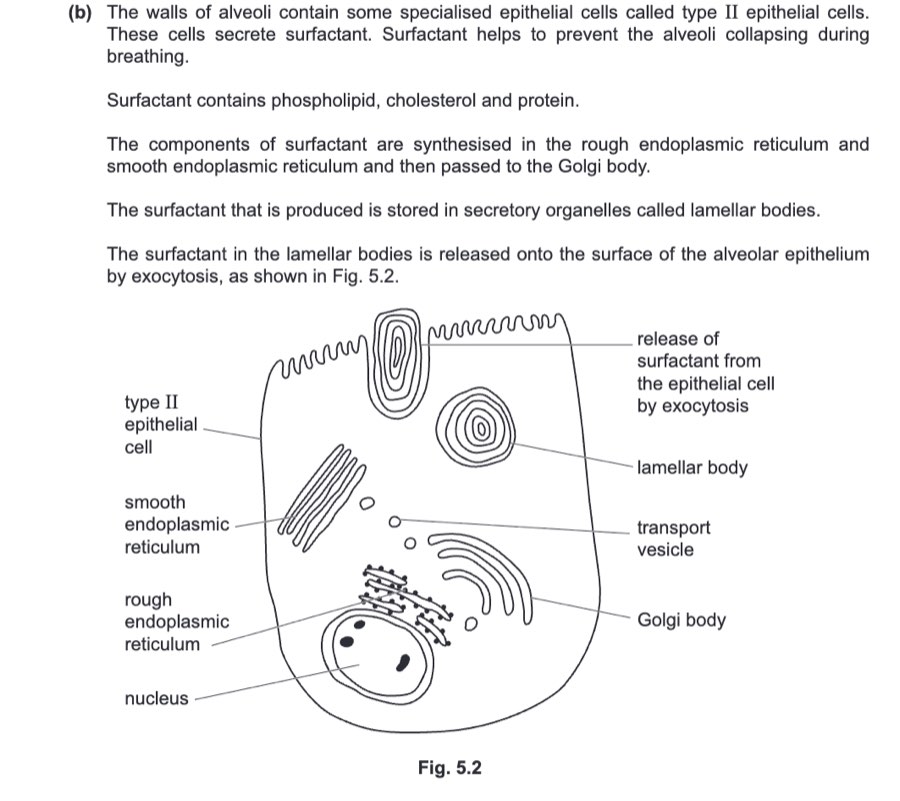 (b) The walls of alveoli contain some specialised epithelial cells called type II epithelial cells.
These cells secrete surfactant. Surfactant helps to prevent the alveoli collapsing during
breathing.
Surfactant contains phospholipid, cholesterol and protein.
The components of surfactant are synthesised in the rough endoplasmic reticulum and
smooth endoplasmic reticulum and then passed to the Golgi body.
The surfactant that is produced is stored in secretory organelles called lamellar bodies.
The surfactant in the lamellar bodies is released onto the surface of the alveolar epithelium
by exocytosis, as shown in Fig. 5.2.
type II
epithelial
cell
smooth
endoplasmic
reticulum
rough
endoplasmic
reticulum
nucleus
release of
surfactant from
the epithelial cell
by exocytosis
lamellar body
transport
vesicle
Golgi body
Fig. 5.2